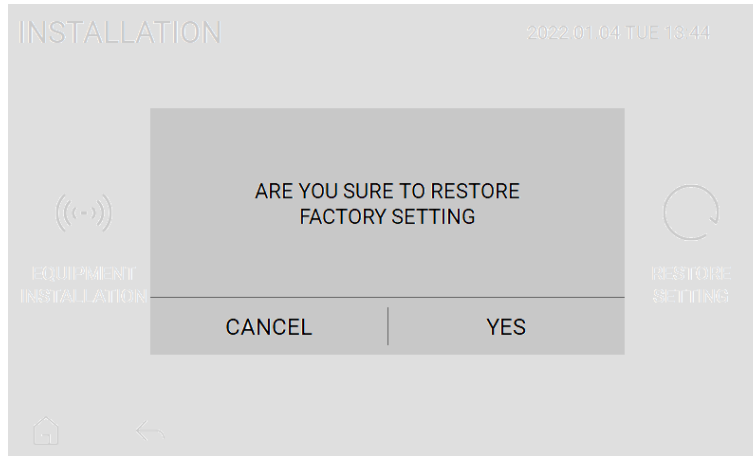 INSTALLATION
2022.01.04 TUE 13:44
ARE YOU SURE TO RESTORE
FACTORY SETTING
EQUIPMENT
INSTALLATION
RESTORE
SETTING
CANCEL
YES